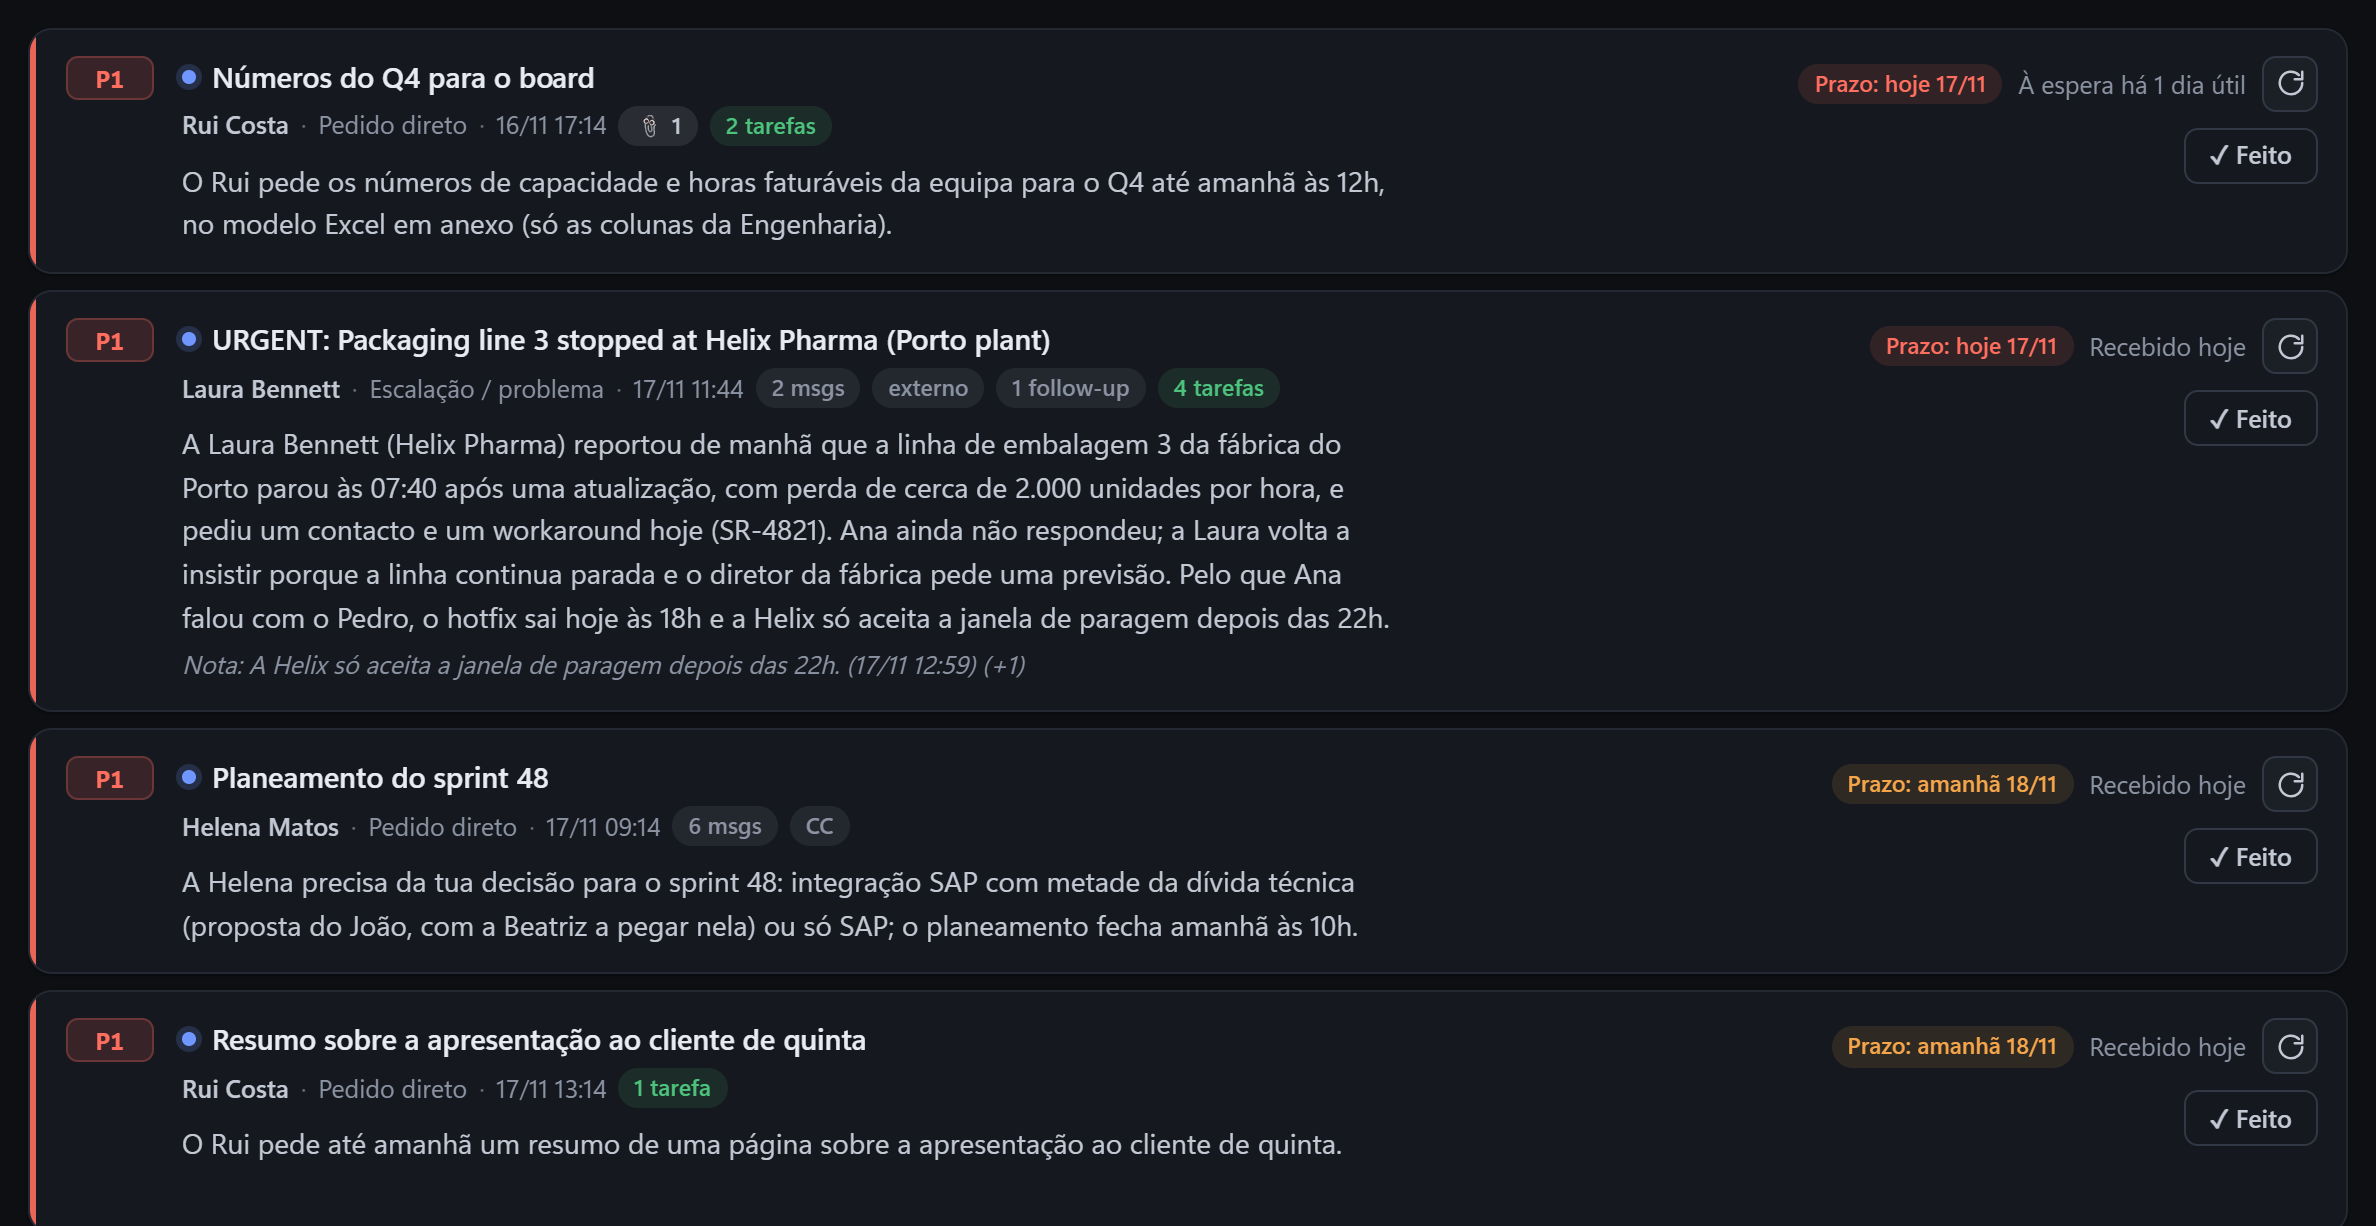 P1 Números do Q4 para o board Prazo: hoje 17/11 À espera há 1 dia útil
Rui Costa · Pedido direto · 16/11 17:14 1 2 tarefas
✓ Feito
O Rui pede os números de capacidade e horas faturáveis da equipa para o Q4 até amanhã às 12h,
no modelo Excel em anexo (só as colunas da Engenharia).
P1 URGENT: Packaging line 3 stopped at Helix Pharma (Porto plant) Prazo: hoje 17/11 Recebido hoje
Laura Bennett · Escalação / problema · 17/11 11:44 2 msgs externo 1 follow-up 4 tarefas
✓ Feito
A Laura Bennett (Helix Pharma) reportou de manhã que a linha de embalagem 3 da fábrica do
Porto parou às 07:40 após uma atualização, com perda de cerca de 2.000 unidades por hora, e
pediu um contacto e um workaround hoje (SR-4821). Ana ainda não respondeu; a Laura volta a
insistir porque a linha continua parada e o diretor da fábrica pede uma previsão. Pelo que Ana
falou com o Pedro, o hotfix sai hoje às 18h e a Helix só aceita a janela de paragem depois das 22h.
Nota: A Helix só aceita a janela de paragem depois das 22h. (17/11 12:59) (+1)
P1 Planeamento do sprint 48 Prazo: amanhã 18/11 Recebido hoje
Helena Matos · Pedido direto · 17/11 09:14 6 msgs CC
✓ Feito
A Helena precisa da tua decisão para o sprint 48: integração SAP com metade da dívida técnica
(proposta do João, com a Beatriz a pegar nela) ou só SAP; o planeamento fecha amanhã às 10h.
P1 Resumo sobre a apresentação ao cliente de quinta Prazo: amanhã 18/11 Recebido hoje
Rui Costa · Pedido direto · 17/11 13:14 1 tarefa
✓ Feito
O Rui pede até amanhã um resumo de uma página sobre a apresentação ao cliente de quinta.